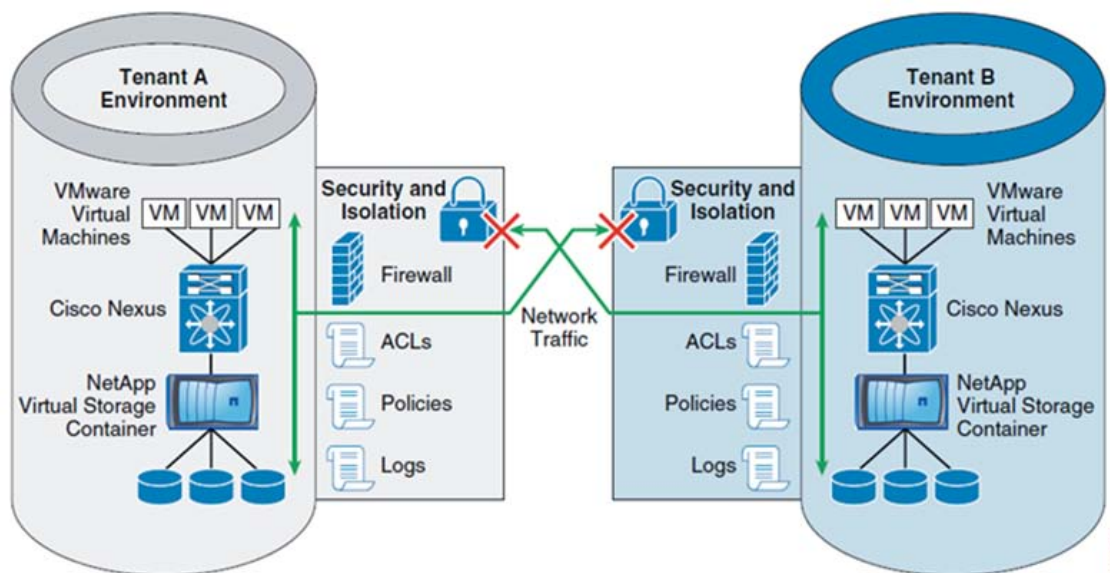 Tenant A
Environment
VMware
Virtual
Machines
VM VM VM
Cisco Nexus
NetApp
Virtual Storage
Container
Security and
Isolation
Firewall
ACLs
Policies
Logs
Network
Traffic
Security and
Isolation
Firewall
ACLs
Policies
Logs
Tenant B
Environment
VM VM VM
VMware
Virtual
Machines
Cisco Nexus
NetApp
Virtual Storage
Container